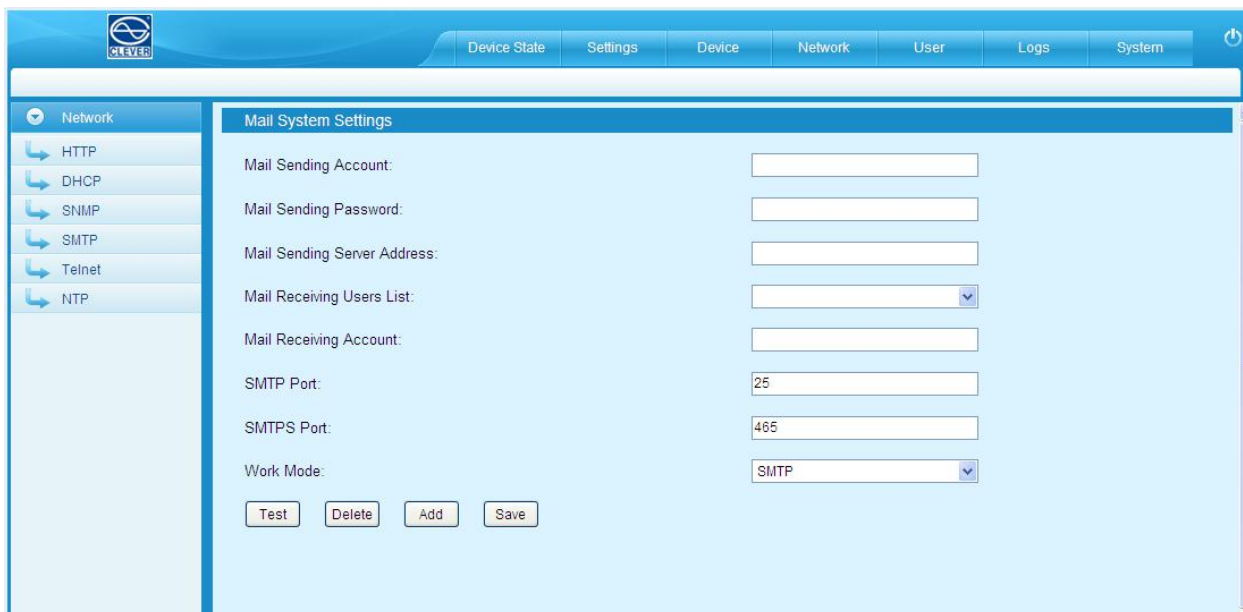 CLEVER
Device State Settings Device Network User Logs System
Network
HTTP
DHCP
SNMP
SMTP
Telnet
NTP
Mail System Settings
Mail Sending Account:
Mail Sending Password:
Mail Sending Server Address:
Mail Receiving Users List:
Mail Receiving Account:
SMTP Port: 25
SMTPS Port: 465
Work Mode: SMTP
Test Delete Add Save